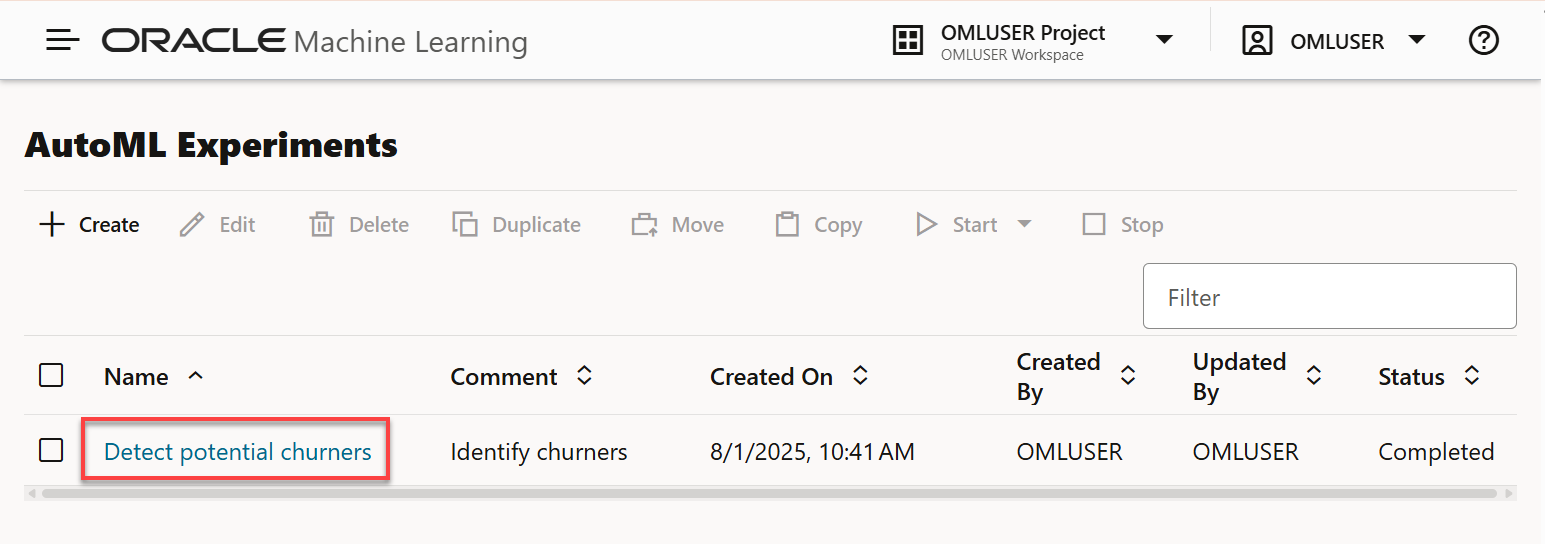 ORACLE Machine Learning
OMLUSER Project
OMLUSER Workspace
OMLUSER
?
AutoML Experiments
Create Edit Delete Duplicate Move Copy Start Stop
Filter
Name Comment Created On Created By Updated By Status
Detect potential churners Identify churners 8/1/2025, 10:41 AM OMLUSER OMLUSER Completed